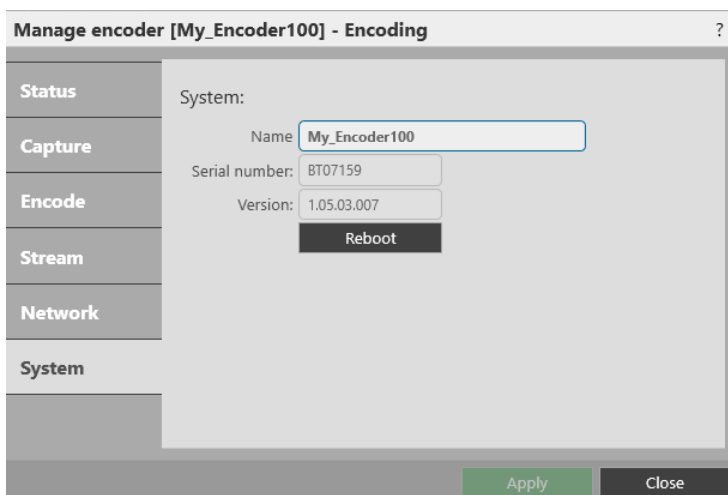 Manage encoder [My_Encoder100] - Encoding ?
Status
Capture
Encode
Stream
Network
System
System:
Name My_Encoder100
Serial number: BT07159
Version: 1.05.03.007
Reboot
Apply Close